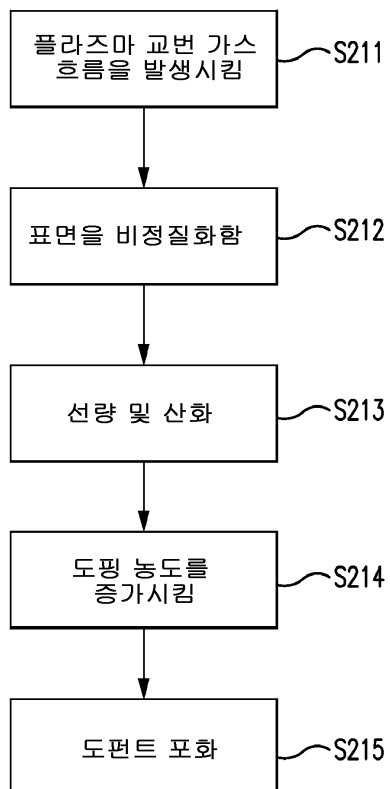 플라즈마 교번 가스
흐름을 발생시킴
S211
표면을 비정질화함
S212
선량 및 산화
S213
도핑 농도를
증가시킴
S214
도펀트 포화
S215